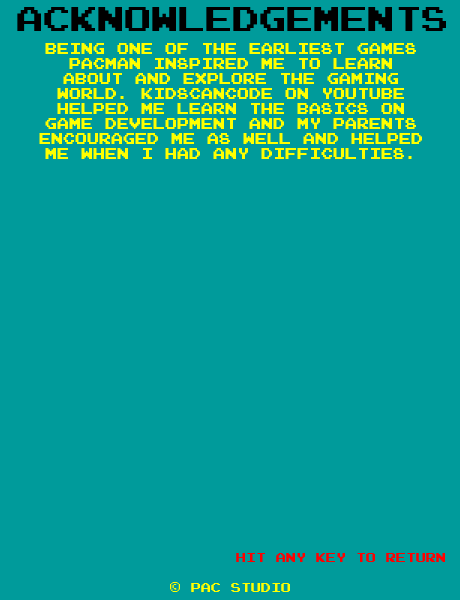 ACKNOWLEDGEMENTS
BEING ONE OF THE EARLIEST GAMES
PACMAN INSPIRED ME TO LEARN
ABOUT AND EXPLORE THE GAMING
WORLD. KIDSCANCODE ON YOUTUBE
HELPED ME LEARN THE BASICS ON
GAME DEVELOPMENT AND MY PARENTS
ENCOURAGED ME AS WELL AND HELPED
ME WHEN I HAD ANY DIFFICULTIES.
HIT ANY KEY TO RETURN
© PAC STUDIO